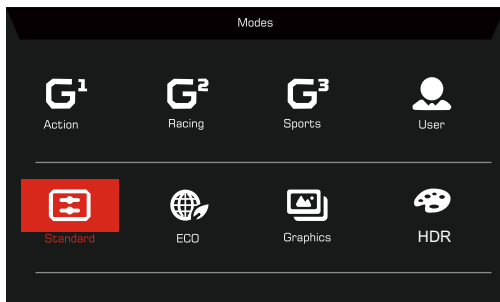 Modes
G¹ G² G³
Action Racing Sports User
Standard ECO Graphics HDR